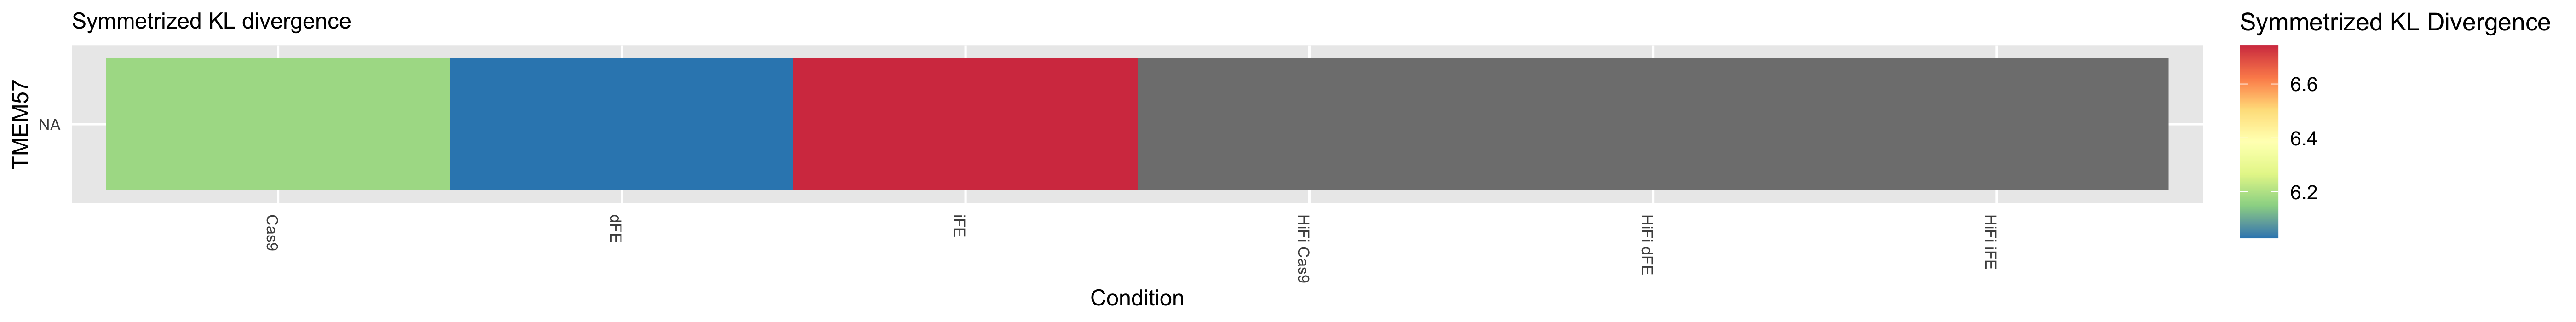 Symmetrized KL divergence
TMEM57
NA
Cas9
dFE
iFE
HiFi Cas9
HiFi dFE
HiFi iFE
Condition
Symmetrized KL Divergence
6.6
6.4
6.2